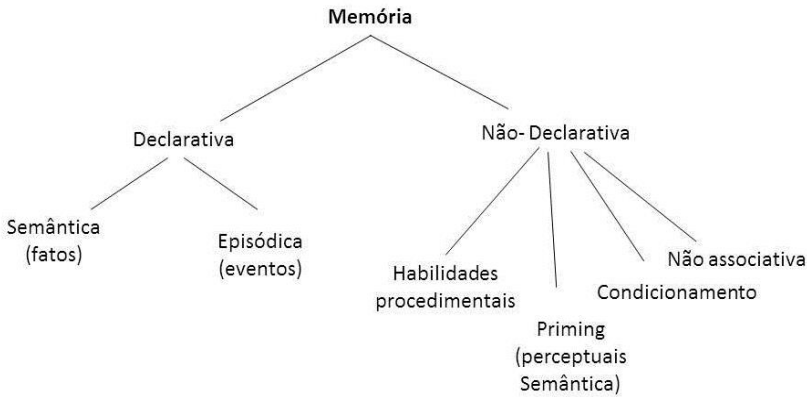 Memória
Declarativa
Não- Declarativa
Semântica
(fatos)
Episódica
(eventos)
Habilidades
procedimentais
Priming
(perceptuais
Semântica)
Condicionamento
Não associativa